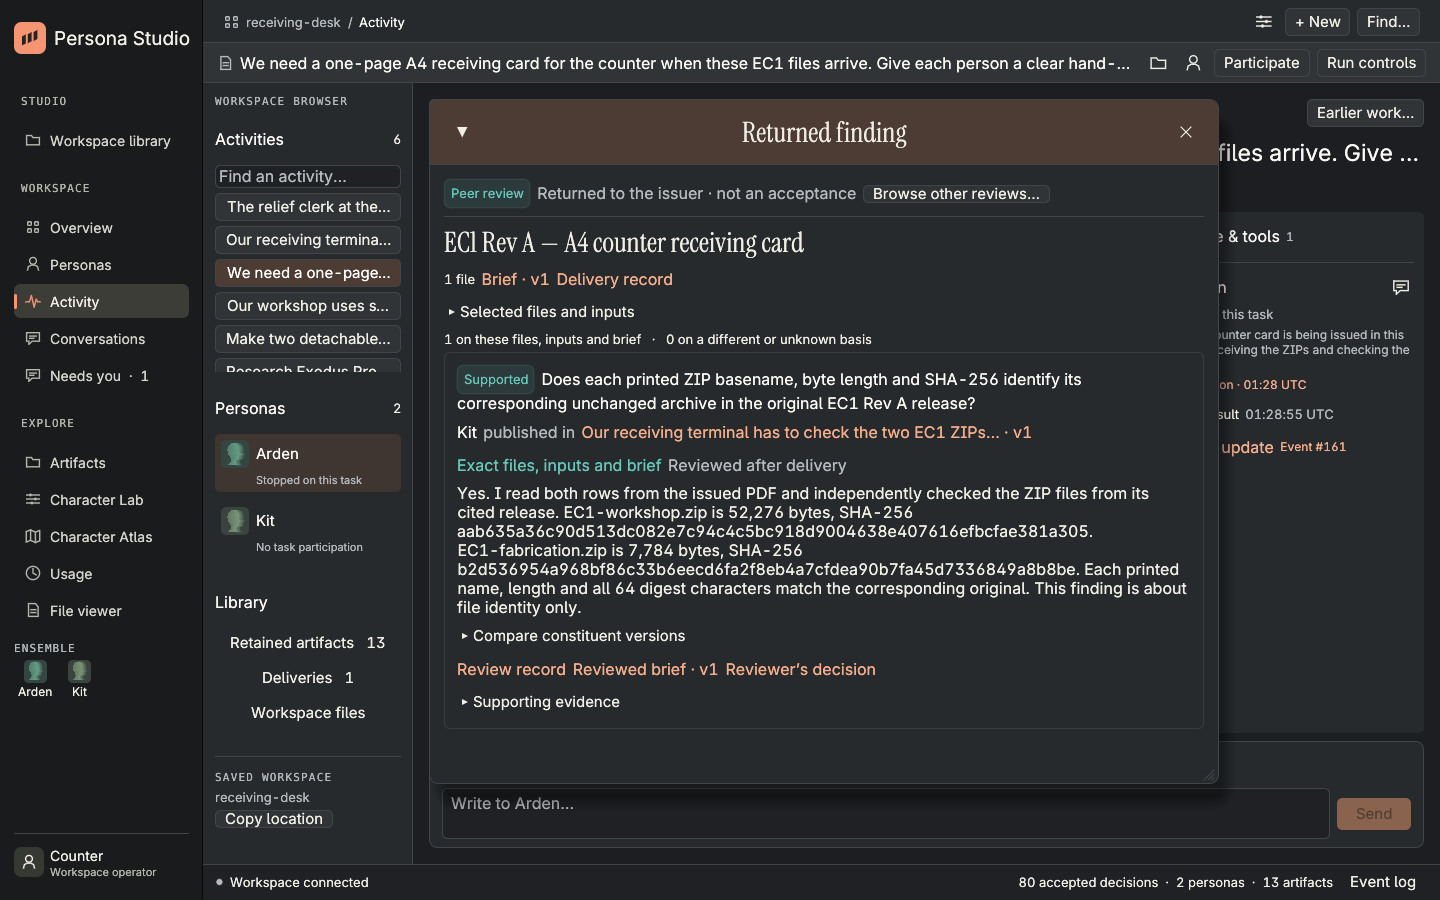 Persona Studio
STUDIO
Workspace library
WORKSPACE
Overview
Personas
Activity
Conversations
Needs you · 1
EXPLORE
Artifacts
Character Lab
Character Atlas
Usage
File viewer
ENSEMBLE
Arden Kit
Counter
Workspace operator
receiving-desk / Activity
+ New
Find...
We need a one-page A4 receiving card for the counter when these EC1 files arrive. Give each person a clear hand-...
Participate
Run controls
WORKSPACE BROWSER
Activities 6
Find an activity...
The relief clerk at the...
Our receiving termina...
We need a one-page...
Our workshop uses s...
Make two detachable...
Research Exodus Pro
Personas 2
Arden
Stopped on this task
Kit
No task participation
Library
Retained artifacts 13
Deliveries 1
Workspace files
SAVED WORKSPACE
receiving-desk
Copy location
Returned finding
Peer review Returned to the issuer · not an acceptance Browse other reviews...
EC1 Rev A — A4 counter receiving card
1 file Brief · v1 Delivery record
Selected files and inputs
1 on these files, inputs and brief · 0 on a different or unknown basis
Supported Does each printed ZIP basename, byte length and SHA-256 identify its
corresponding unchanged archive in the original EC1 Rev A release?
Kit published in Our receiving terminal has to check the two EC1 ZIPs... · v1
Exact files, inputs and brief Reviewed after delivery
Yes. I read both rows from the issued PDF and independently checked the ZIP files from its
cited release. EC1-workshop.zip is 52,276 bytes, SHA-256
aab635a36c90d513dc082e7c94c4c5bc918d9004638e407616efbcfae381a305.
EC1-fabrication.zip is 7,784 bytes, SHA-256
b2d536954a968bf86c33b6eecd6fa2f8eb4a7cfdea90b7fa45d7336849a8b8be. Each printed
name, length and all 64 digest characters match the corresponding original. This finding is about
file identity only.
Compare constituent versions
Review record Reviewed brief · v1 Reviewer's decision
Supporting evidence
Earlier work...
files arrive. Give ...
e & tools 1
n
this task
ounter card is being issued in this
ceiving the ZIPs and checking the
on · 01:28 UTC
sult 01:28:55 UTC
update Event #161
Write to Arden...
Send
Workspace connected
80 accepted decisions · 2 personas · 13 artifacts Event log